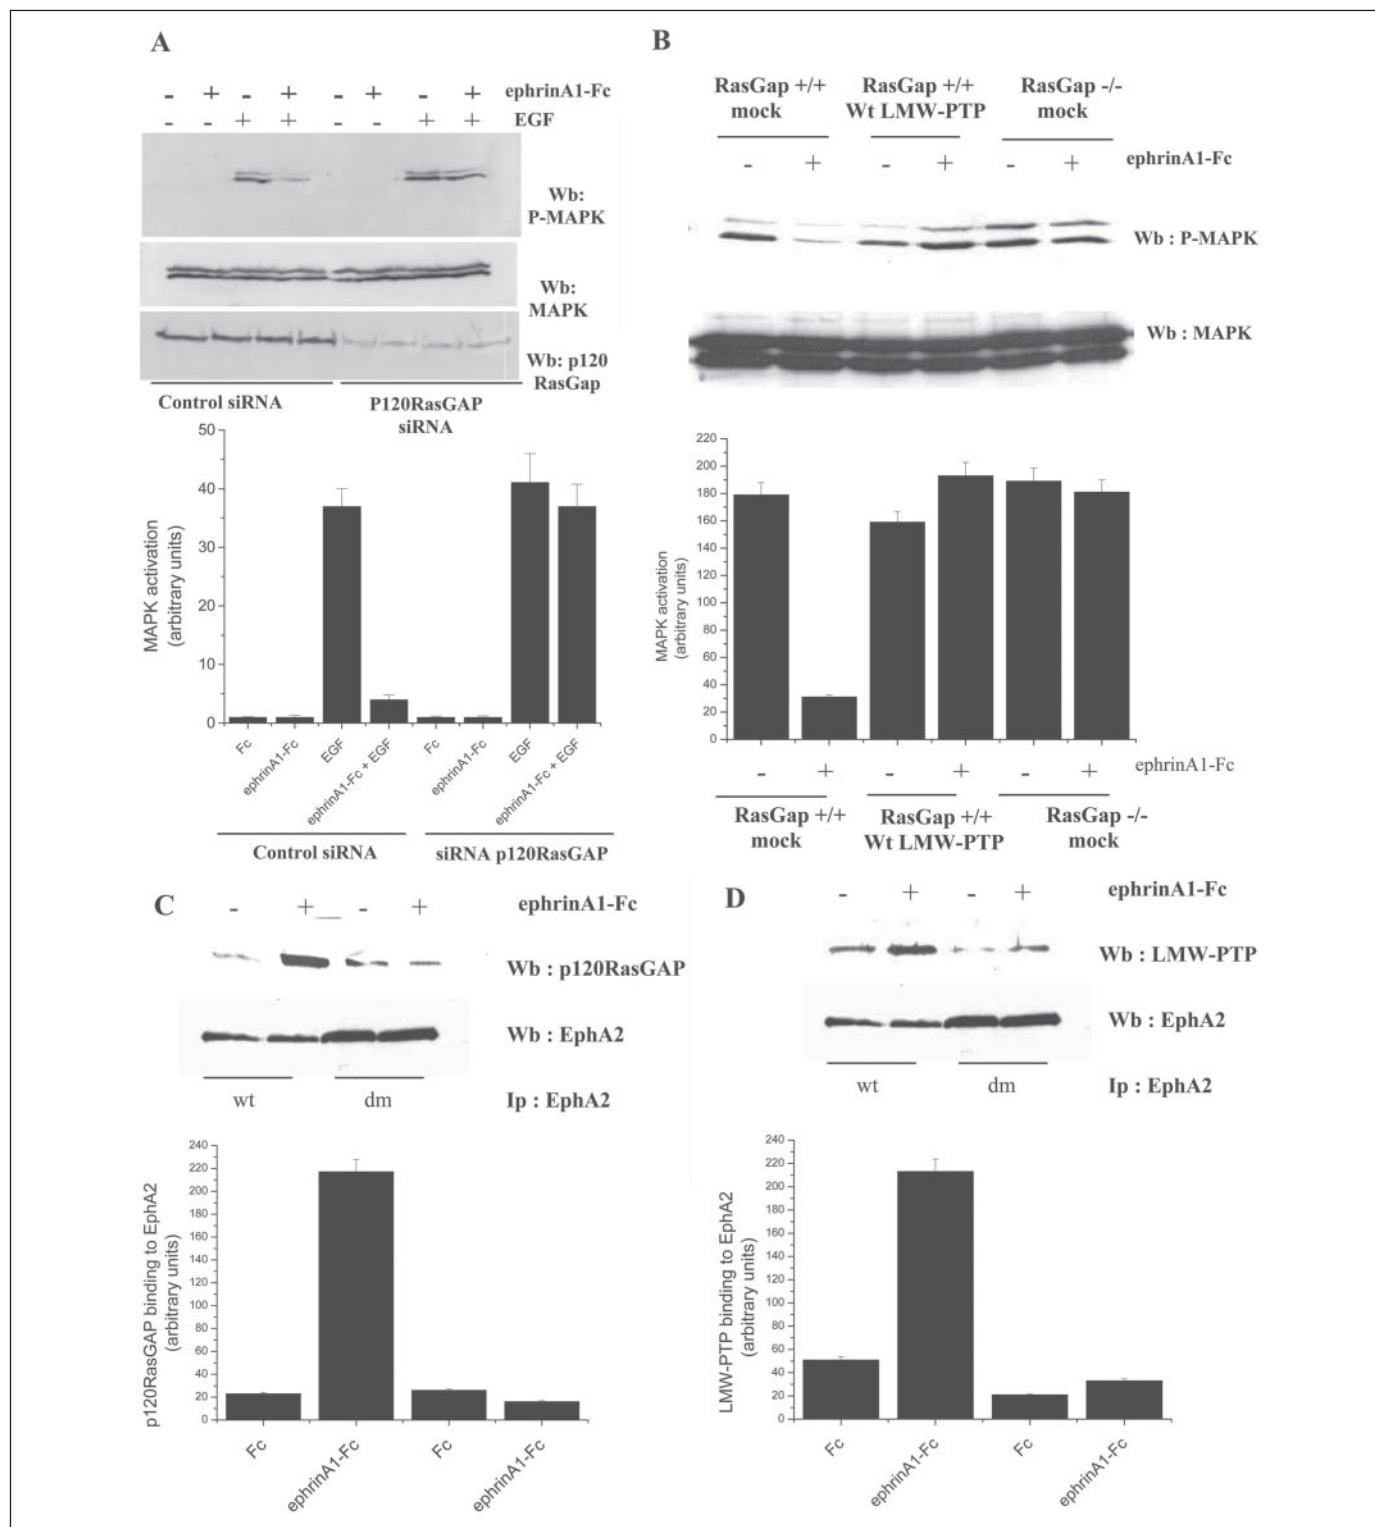 A
- + - + - + - + ephrinA1-Fc
- - + + - - + + EGF
Wb:
P-MAPK
Wb:
MAPK
Wb: p120
RasGap
Control siRNA
P120RasGAP
siRNA
50
40
30
20
10
0
MAPK activation
(arbitrary units)
Fc
ephrinA1-Fc
EGF
ephrinA1-Fc + EGF
Fc
ephrinA1-Fc
EGF
ephrinA1-Fc + EGF
Control siRNA
siRNA p120RasGAP
B
RasGap +/+
mock
RasGap +/+
Wt LMW-PTP
RasGap -/-
mock
- + - + - + ephrinA1-Fc
Wb : P-MAPK
Wb : MAPK
220
200
180
160
140
120
100
80
60
40
20
0
MAPK activation
(arbitrary units)
- + - + - + ephrinA1-Fc
RasGap +/+
mock
RasGap +/+
Wt LMW-PTP
RasGap -/-
mock
C
- + - + ephrinA1-Fc
Wb : p120RasGAP
Wb : EphA2
wt
dm
Ip : EphA2
240
220
200
180
160
140
120
100
80
60
40
20
0
p120RasGAP binding to EphA2
(arbitrary units)
Fc
ephrinA1-Fc
Fc
ephrinA1-Fc
D
- + - + ephrinA1-Fc
Wb : LMW-PTP
Wb : EphA2
wt
dm
Ip : EphA2
240
220
200
180
160
140
120
100
80
60
40
20
0
LMW-PTP binding to EphA2
(arbitrary units)
Fc
ephrinA1-Fc
Fc
ephrinA1-Fc